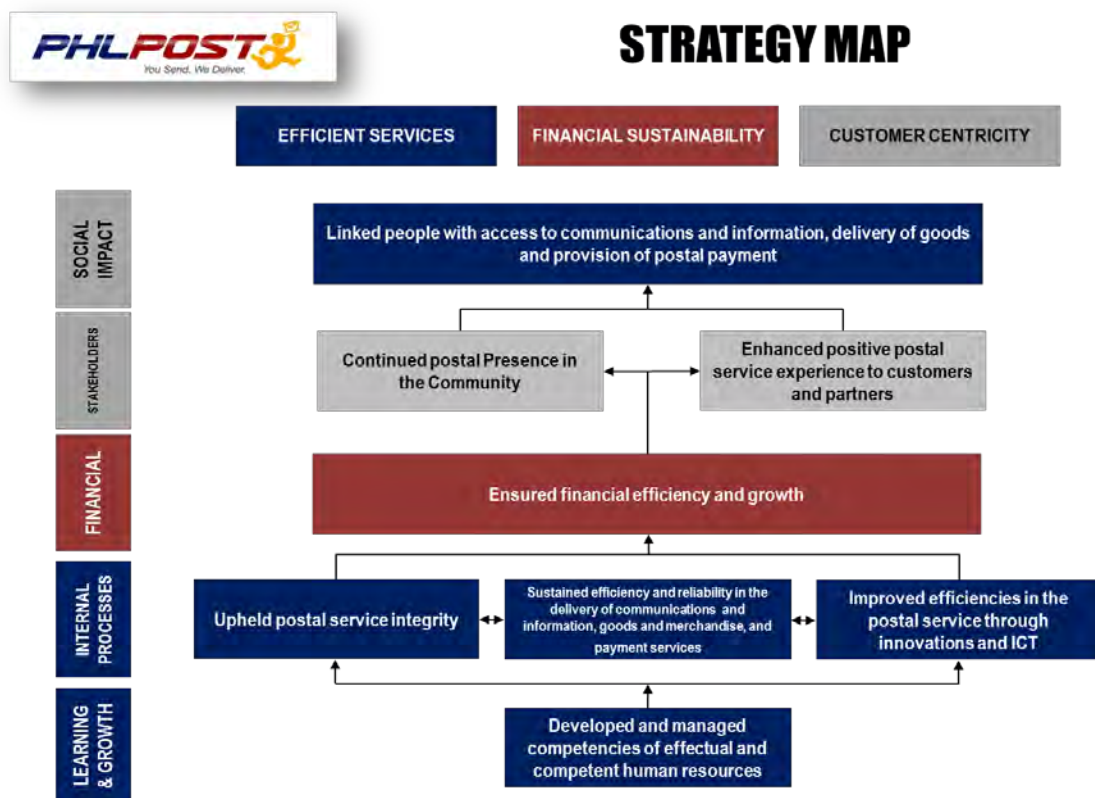 PHLPOST
You Send. We Deliver.
STRATEGY MAP
EFFICIENT SERVICES
FINANCIAL SUSTAINABILITY
CUSTOMER CENTRICITY
SOCIAL
IMPACT
Linked people with access to communications and information, delivery of goods
and provision of postal payment
STAKEHOLDERS
Continued postal Presence in
the Community
Enhanced positive postal
service experience to customers
and partners
FINANCIAL
Ensured financial efficiency and growth
INTERNAL
PROCESSES
Upheld postal service integrity
Sustained efficiency and reliability in the
delivery of communications and
information, goods and merchandise, and
payment services
Improved efficiencies in the
postal service through
innovations and ICT
LEARNING
& GROWTH
Developed and managed
competencies of effectual and
competent human resources